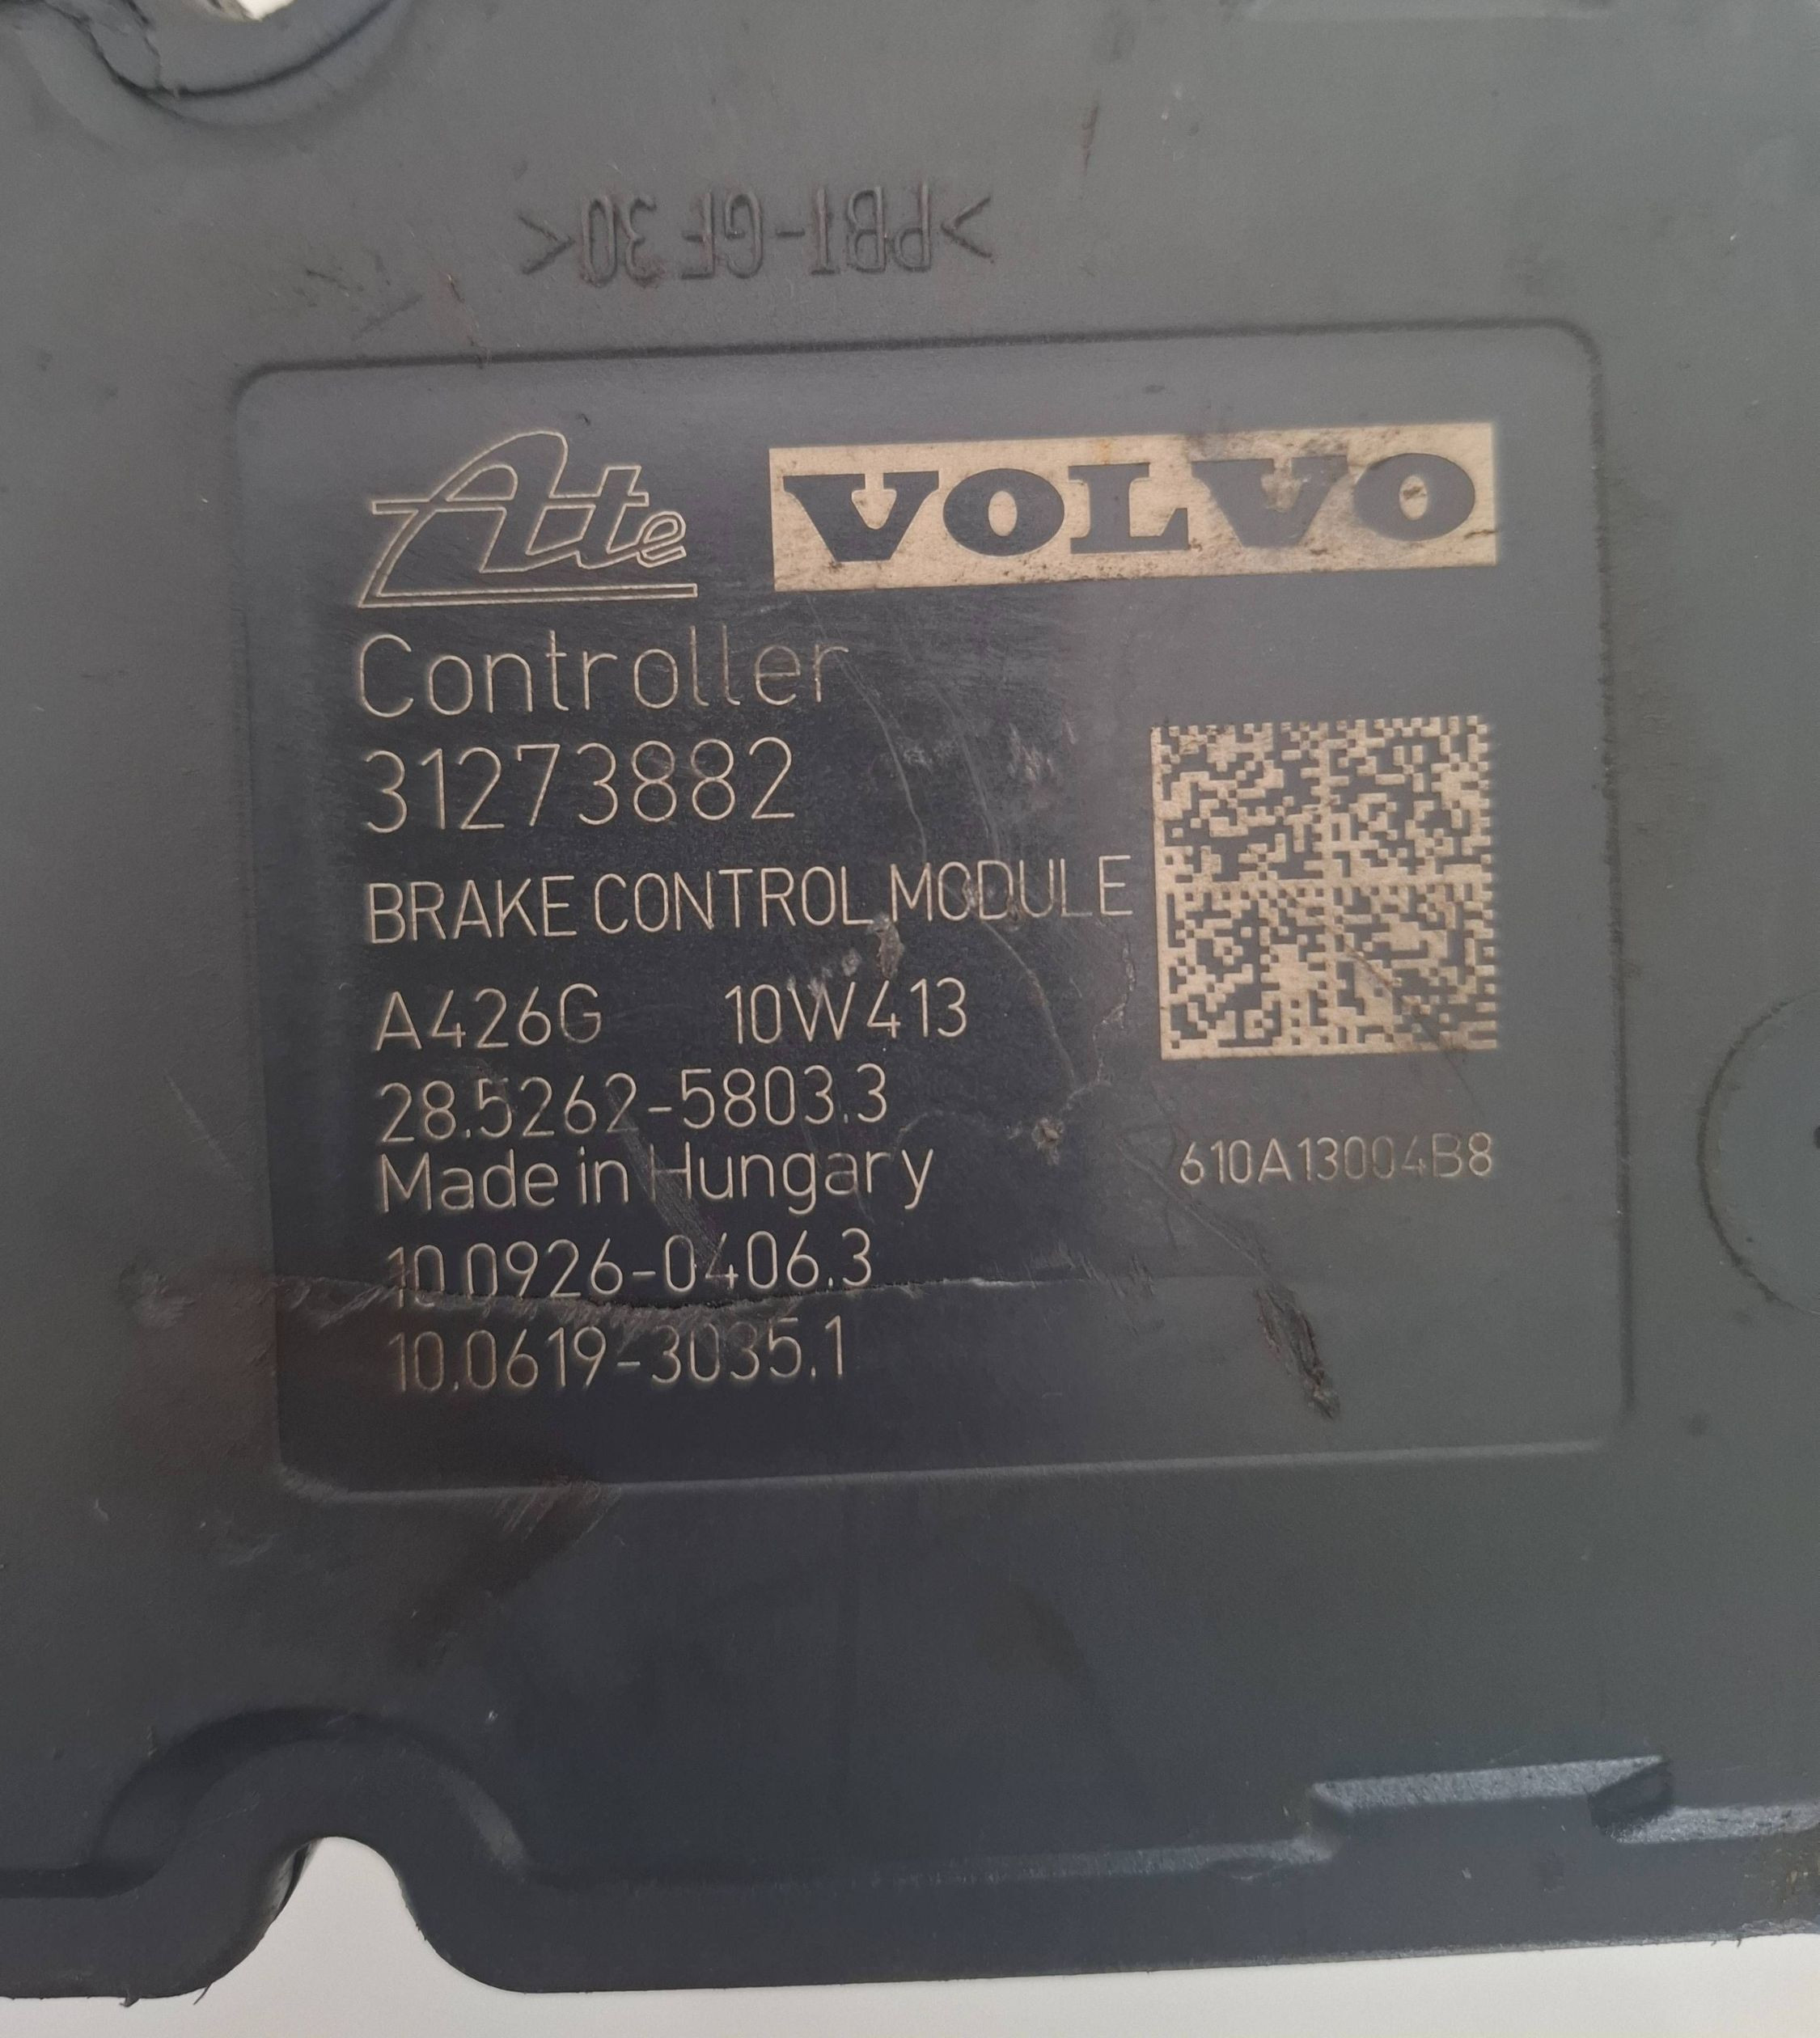 >PBT-GF30<
Ate VOLVO
Controller
31273882
BRAKE CONTROL MODULE
A426G 10W413
28.5262-5803.3
Made in Hungary
610A13004B8
10.0926-0406.3
10.0619-3035.1